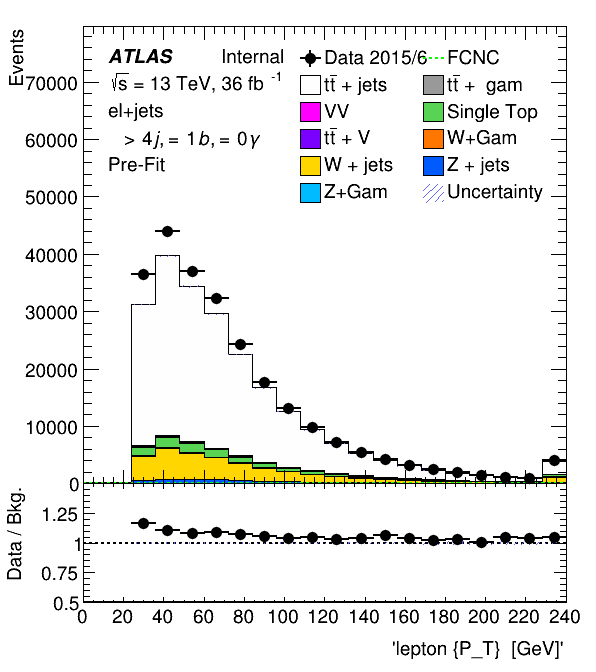 Events
ATLAS Internal
√s = 13 TeV, 36 fb -1
el+jets
> 4j, = 1b, = 0γ
Pre-Fit
Data 2015/6 FCNC
tt̄ + jets tt̄ + gam
VV Single Top
tt̄ + V W+Gam
W + jets Z + jets
Z+Gam Uncertainty
70000
60000
50000
40000
30000
20000
10000
0
Data / Bkg.
1.25
1
0.75
0.5
0 20 40 60 80 100 120 140 160 180 200 220 240
'lepton {P_T} [GeV]'